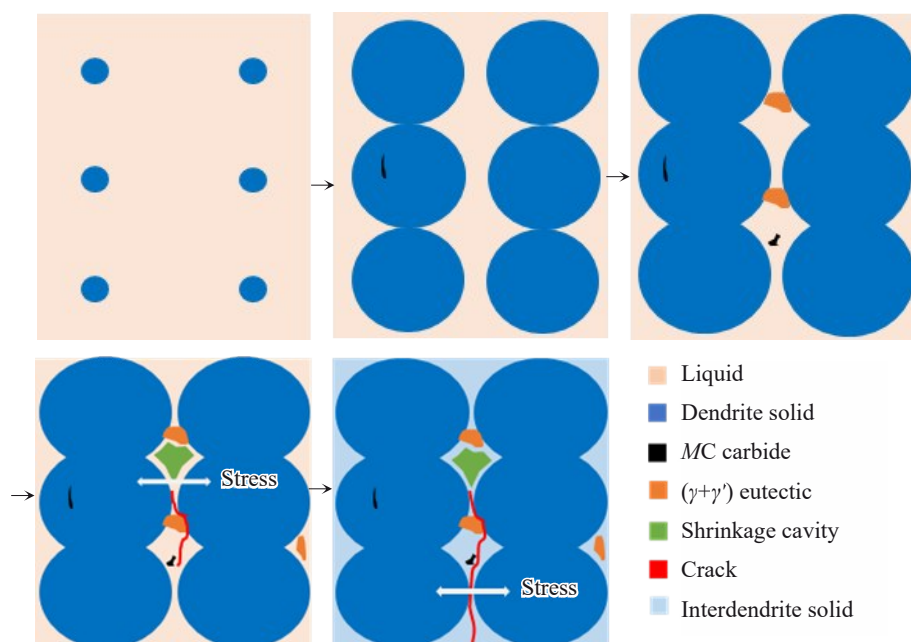 Stress
Stress
Liquid
Dendrite solid
MC carbide
(γ+γ′) eutectic
Shrinkage cavity
Crack
Interdendrite solid